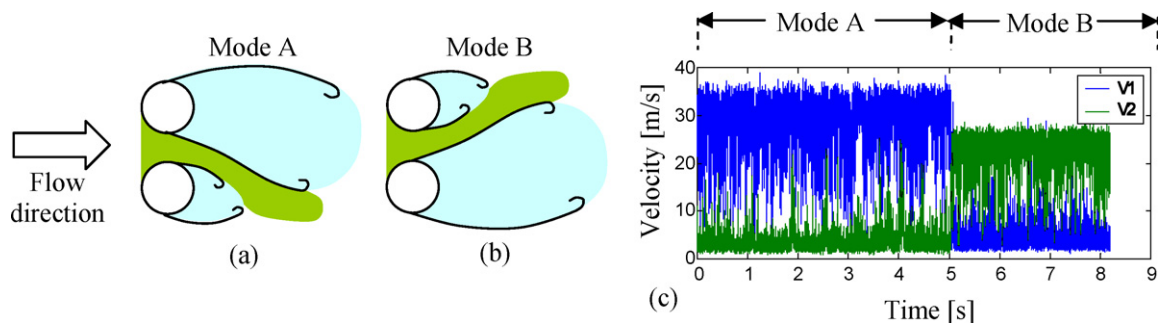 Mode A
Mode B
Flow
direction
(a)
(b)
Mode A
Mode B
Velocity [m/s]
40
30
20
10
0
V1
V2
0 1 2 3 4 5 6 7 8 9
Time [s]
(c)